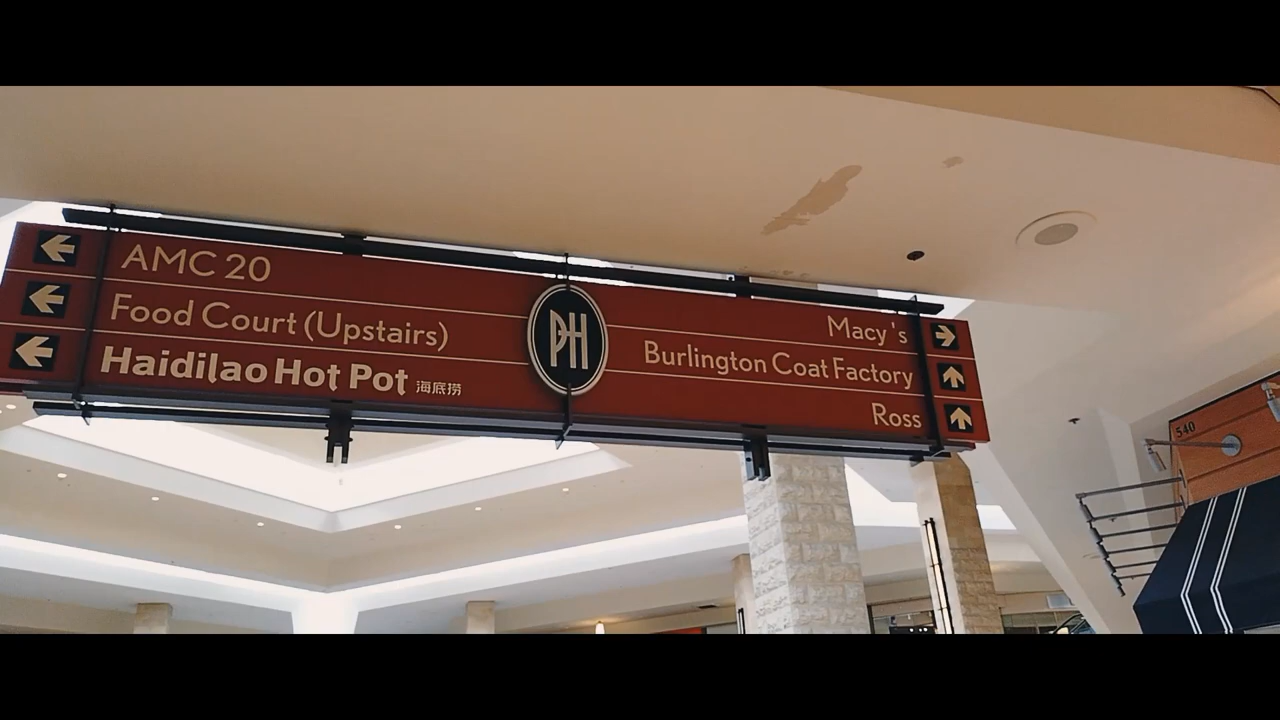 AMC 20
Food Court (Upstairs)
Haidilao Hot Pot 海底捞
PH
Macy's
Burlington Coat Factory
Ross
540